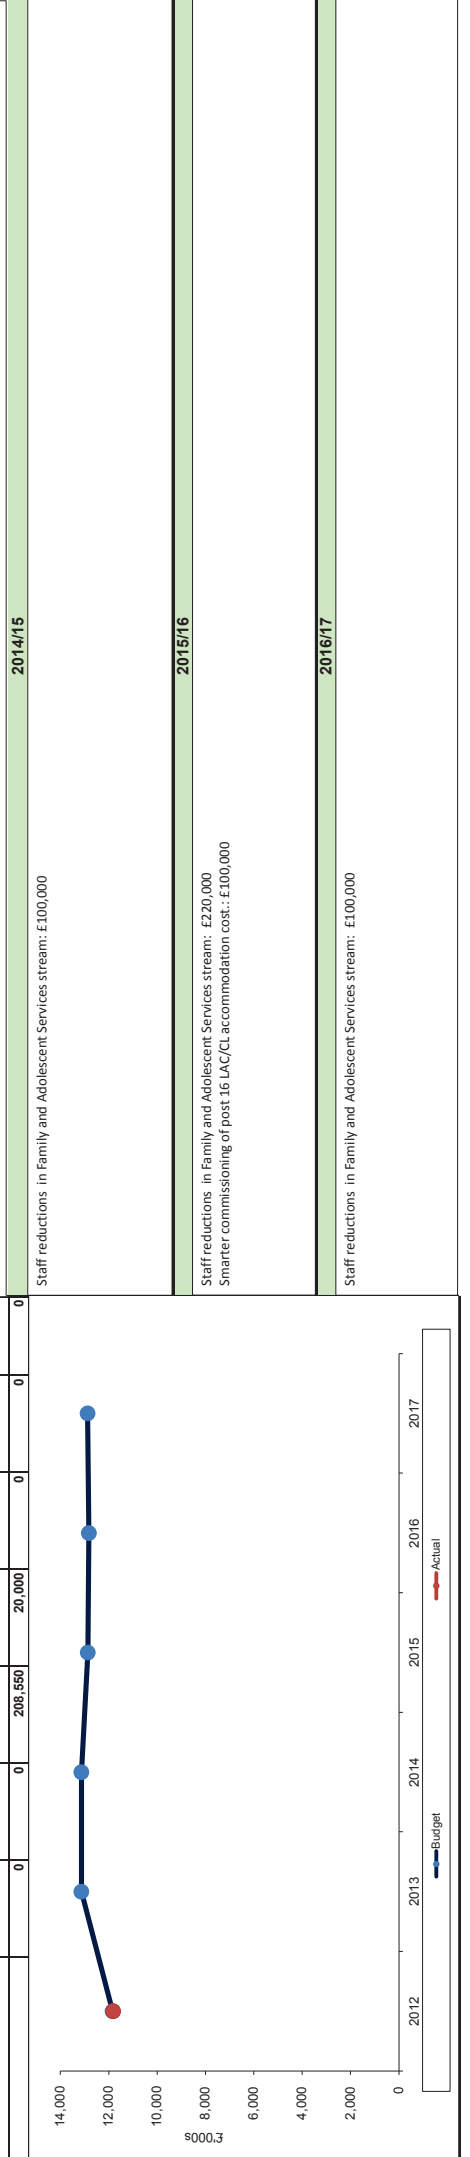 0 0 208,550 20,000 0 0 0
14,000
12,000
10,000
8,000
6,000
4,000
2,000
0
£'000s
2012 2013 2014 2015 2016 2017
Budget Actual
2014/15
Staff reductions in Family and Adolescent Services stream: £100,000
2015/16
Staff reductions in Family and Adolescent Services stream: £220,000
Smarter commissioning of post 16 LAC/CL accommodation cost.: £100,000
2016/17
Staff reductions in Family and Adolescent Services stream: £100,000